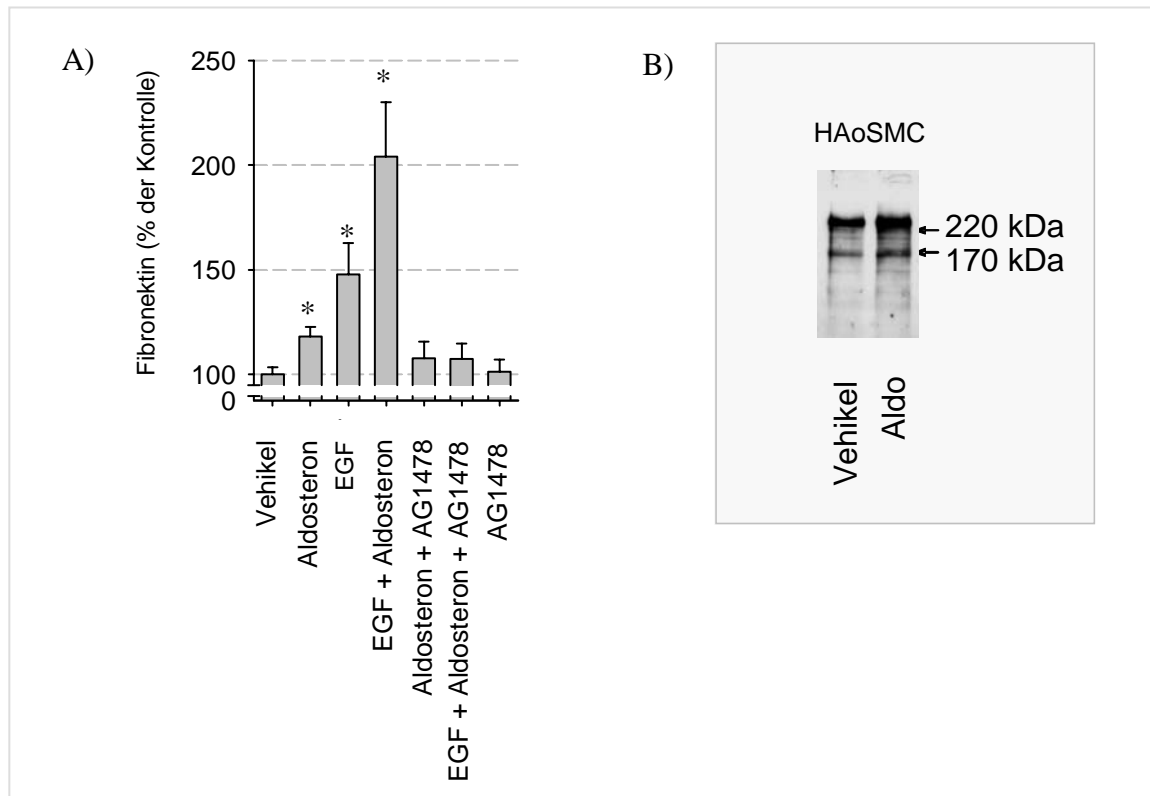 A)
Fibronektin (% der Kontrolle)
250
200
150
100
0
*
*
*
Vehikel
Aldosteron
EGF
EGF + Aldosteron
Aldosteron + AG1478
EGF + Aldosteron + AG1478
AG1478
B)
HAoSMC
220 kDa
170 kDa
Vehikel
Aldo